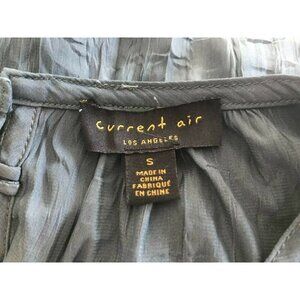 current air
LOS ANGELES
S
MADE IN
CHINA
FABRIQUÉ
EN CHINE